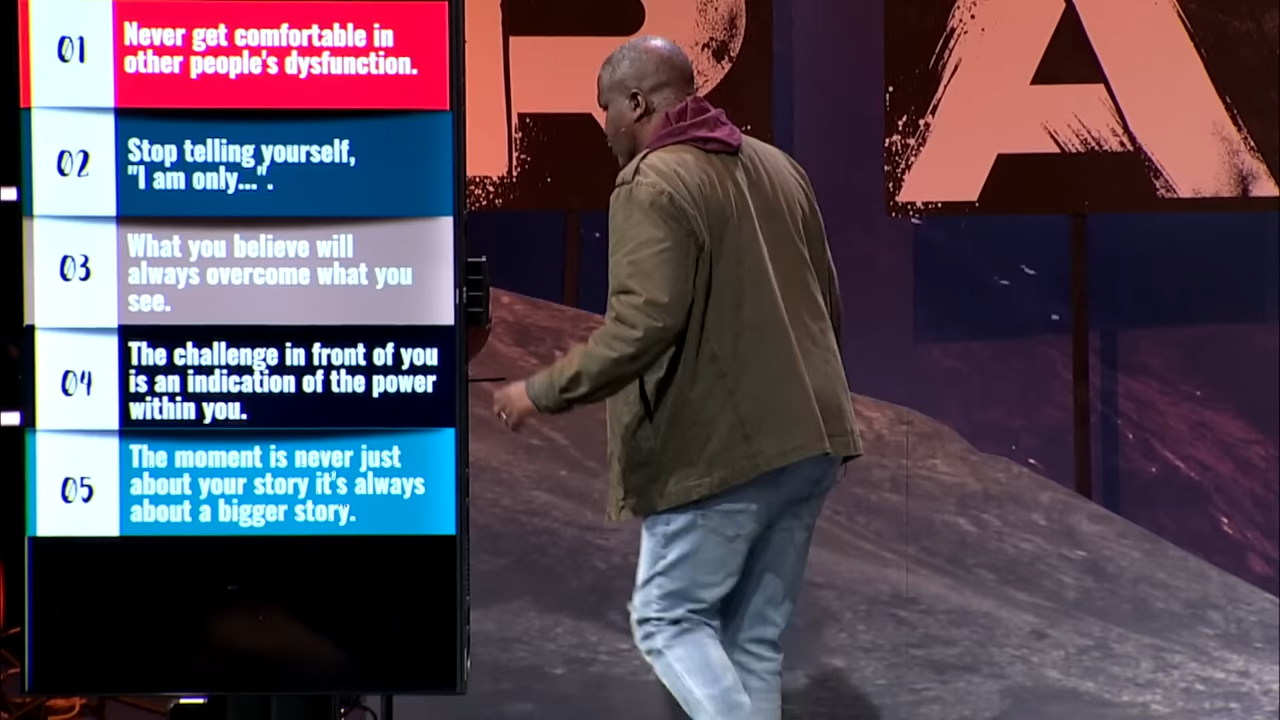 01
Never get comfortable in
other people's dysfunction.
02
Stop telling yourself,
"I am only...".
03
What you believe will
always overcome what you
see.
04
The challenge in front of you
is an indication of the power
within you.
05
The moment is never just
about your story it's always
about a bigger story.
RA